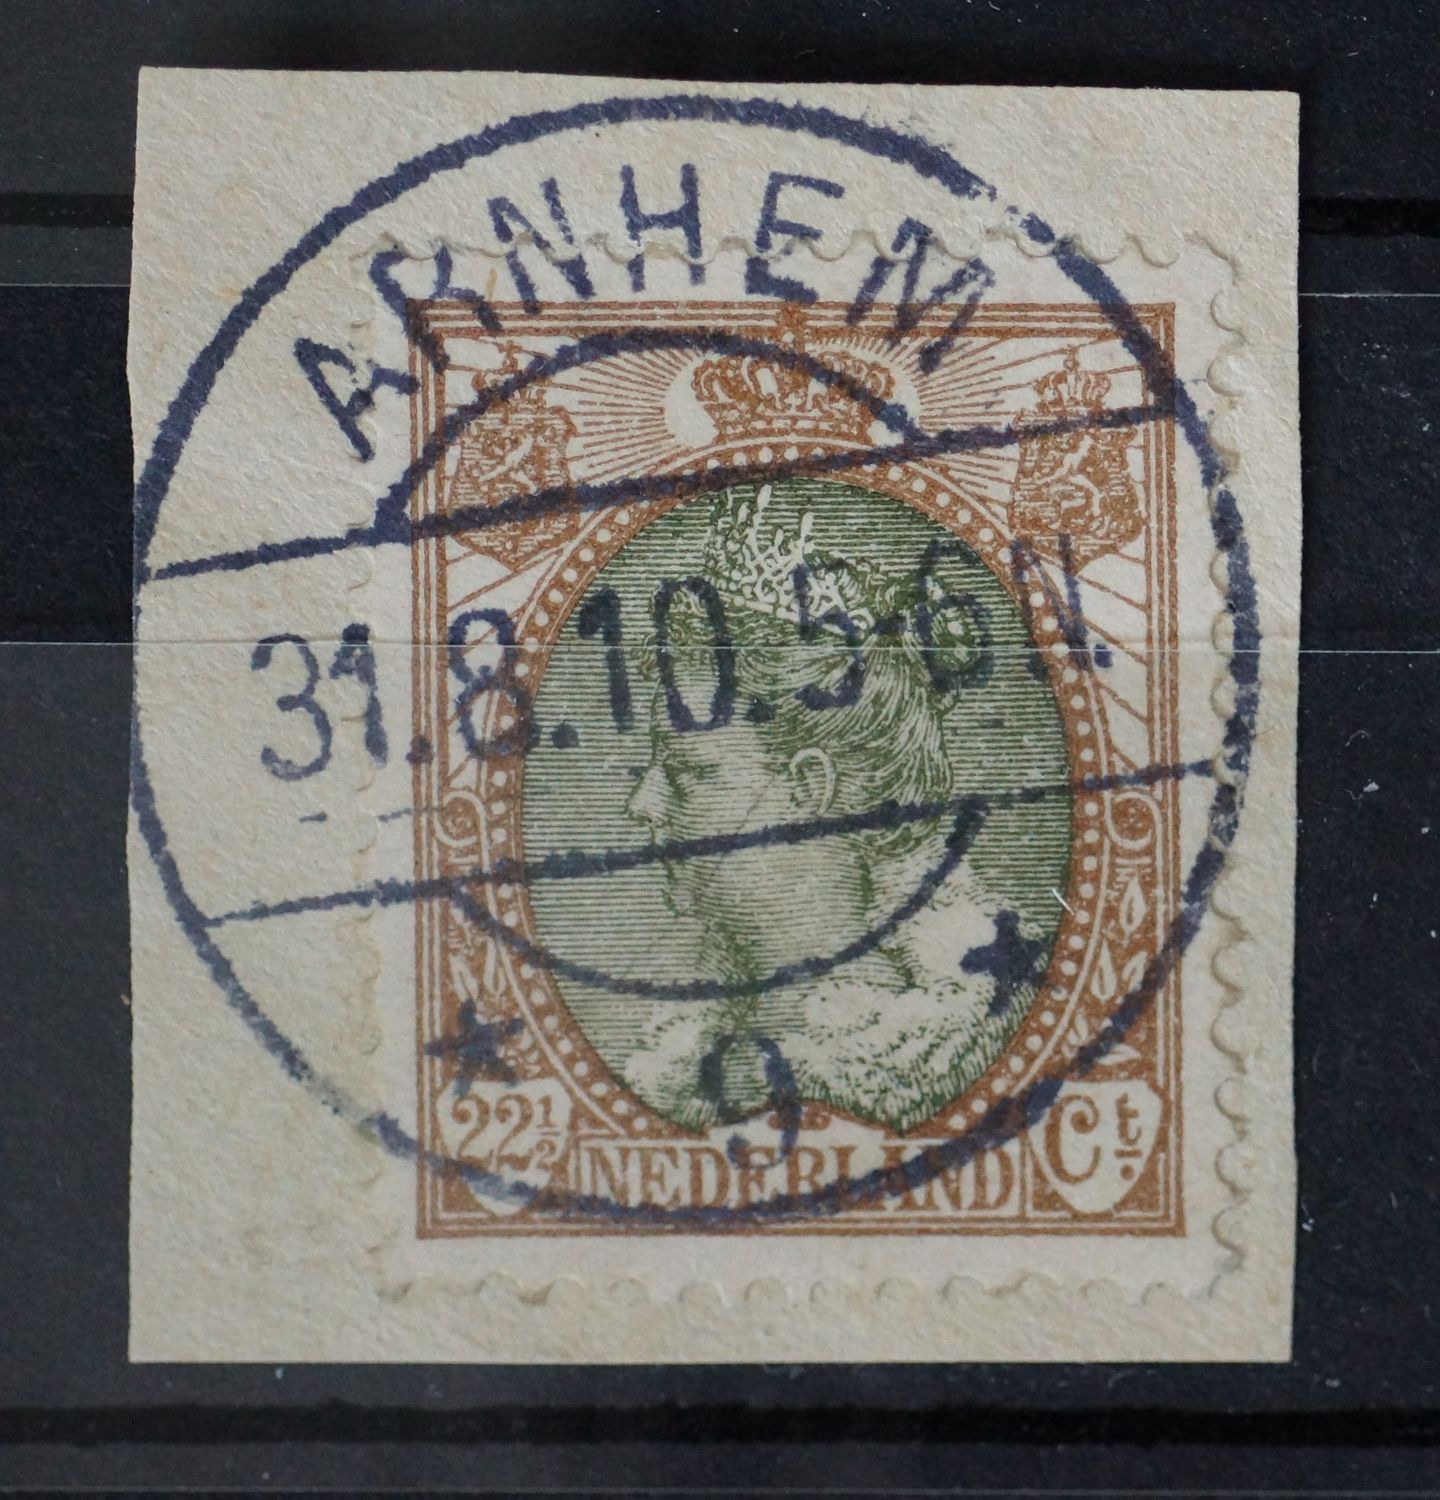 ARNHEM
31.8.10.5-6N.
9
22½ NEDERLAND Ct.